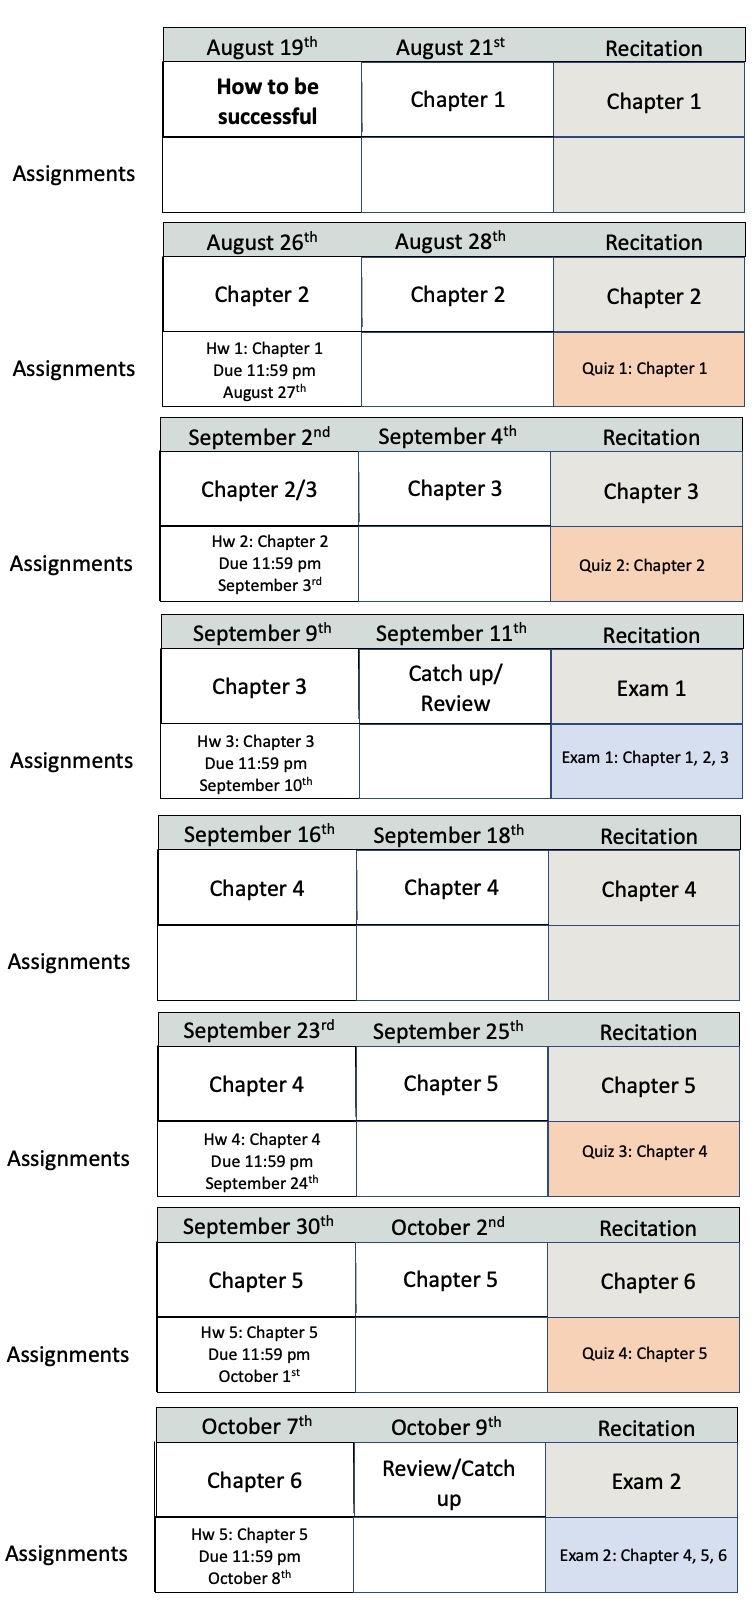 August 19th August 21st Recitation
How to be successful Chapter 1 Chapter 1
Assignments
August 26th August 28th Recitation
Chapter 2 Chapter 2 Chapter 2
Assignments
Hw 1: Chapter 1
Due 11:59 pm
August 27th
Quiz 1: Chapter 1
September 2nd September 4th Recitation
Chapter 2/3 Chapter 3 Chapter 3
Assignments
Hw 2: Chapter 2
Due 11:59 pm
September 3rd
Quiz 2: Chapter 2
September 9th September 11th Recitation
Chapter 3
Catch up/
Review
Exam 1
Assignments
Hw 3: Chapter 3
Due 11:59 pm
September 10th
Exam 1: Chapter 1, 2, 3
September 16th September 18th Recitation
Chapter 4 Chapter 4 Chapter 4
Assignments
September 23rd September 25th Recitation
Chapter 4 Chapter 5 Chapter 5
Assignments
Hw 4: Chapter 4
Due 11:59 pm
September 24th
Quiz 3: Chapter 4
September 30th October 2nd Recitation
Chapter 5 Chapter 5 Chapter 6
Assignments
Hw 5: Chapter 5
Due 11:59 pm
October 1st
Quiz 4: Chapter 5
October 7th October 9th Recitation
Chapter 6
Review/Catch
up
Exam 2
Assignments
Hw 5: Chapter 5
Due 11:59 pm
October 8th
Exam 2: Chapter 4, 5, 6